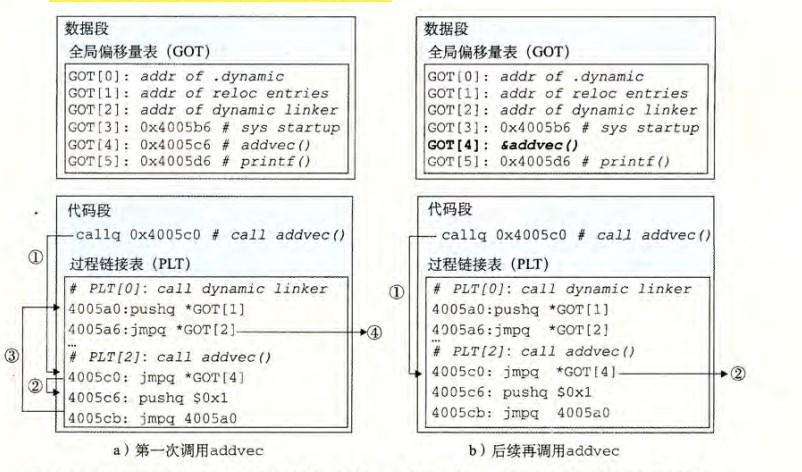 数据段
全局偏移量表（GOT）
GOT[0]: addr of .dynamic
GOT[1]: addr of reloc entries
GOT[2]: addr of dynamic linker
GOT[3]: 0x4005b6 # sys startup
GOT[4]: 0x4005c6 # addvec()
GOT[5]: 0x4005d6 # printf()
代码段
callq 0x4005c0 # call addvec()
①
过程链接表（PLT）
# PLT[0]: call dynamic linker
4005a0:pushq *GOT[1]
4005a6:jmpq *GOT[2]
④
…
③
# PLT[2]: call addvec()
4005c0: jmpq *GOT[4]
②
4005c6: pushq $0x1
4005cb: jmpq 4005a0
a）第一次调用addvec
数据段
全局偏移量表（GOT）
GOT[0]: addr of .dynamic
GOT[1]: addr of reloc entries
GOT[2]: addr of dynamic linker
GOT[3]: 0x4005b6 # sys startup
GOT[4]: &addvec()
GOT[5]: 0x4005d6 # printf()
代码段
callq 0x4005c0 # call addvec()
过程链接表（PLT）
①
# PLT[0]: call dynamic linker
4005a0:pushq *GOT[1]
4005a6:jmpq *GOT[2]
…
# PLT[2]: call addvec()
4005c0: jmpq *GOT[4]
②
4005c6: pushq $0x1
4005cb: jmpq 4005a0
b）后续再调用addvec